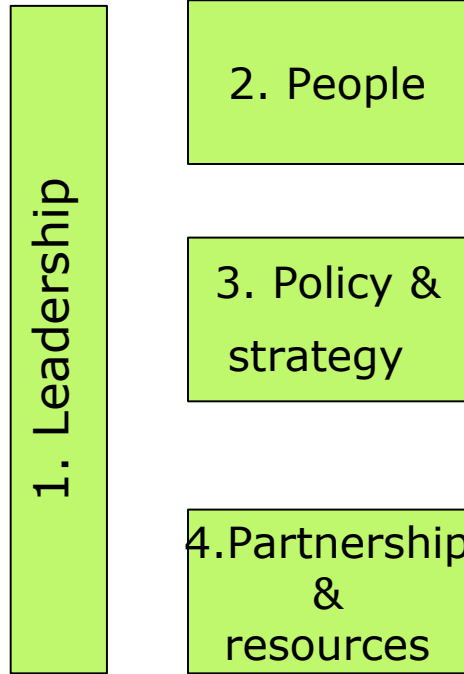 1. Leadership
2. People
3. Policy &
strategy
4.Partnership
&
resources